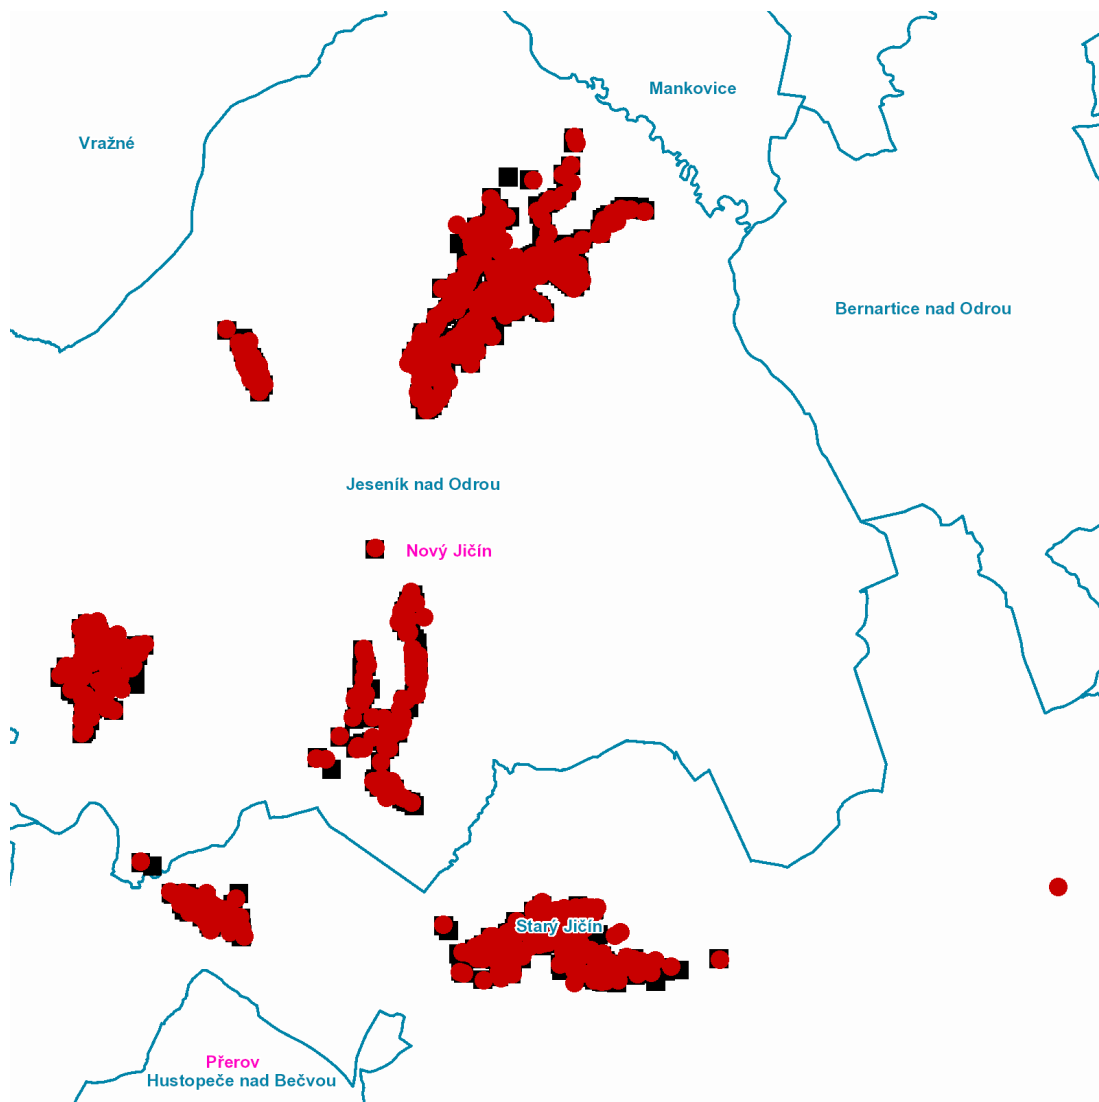 Mankovice
Vražné
Bernartice nad Odrou
Jeseník nad Odrou
Nový Jičín
Starý Jičín
Přerov
Hustopeče nad Bečvou